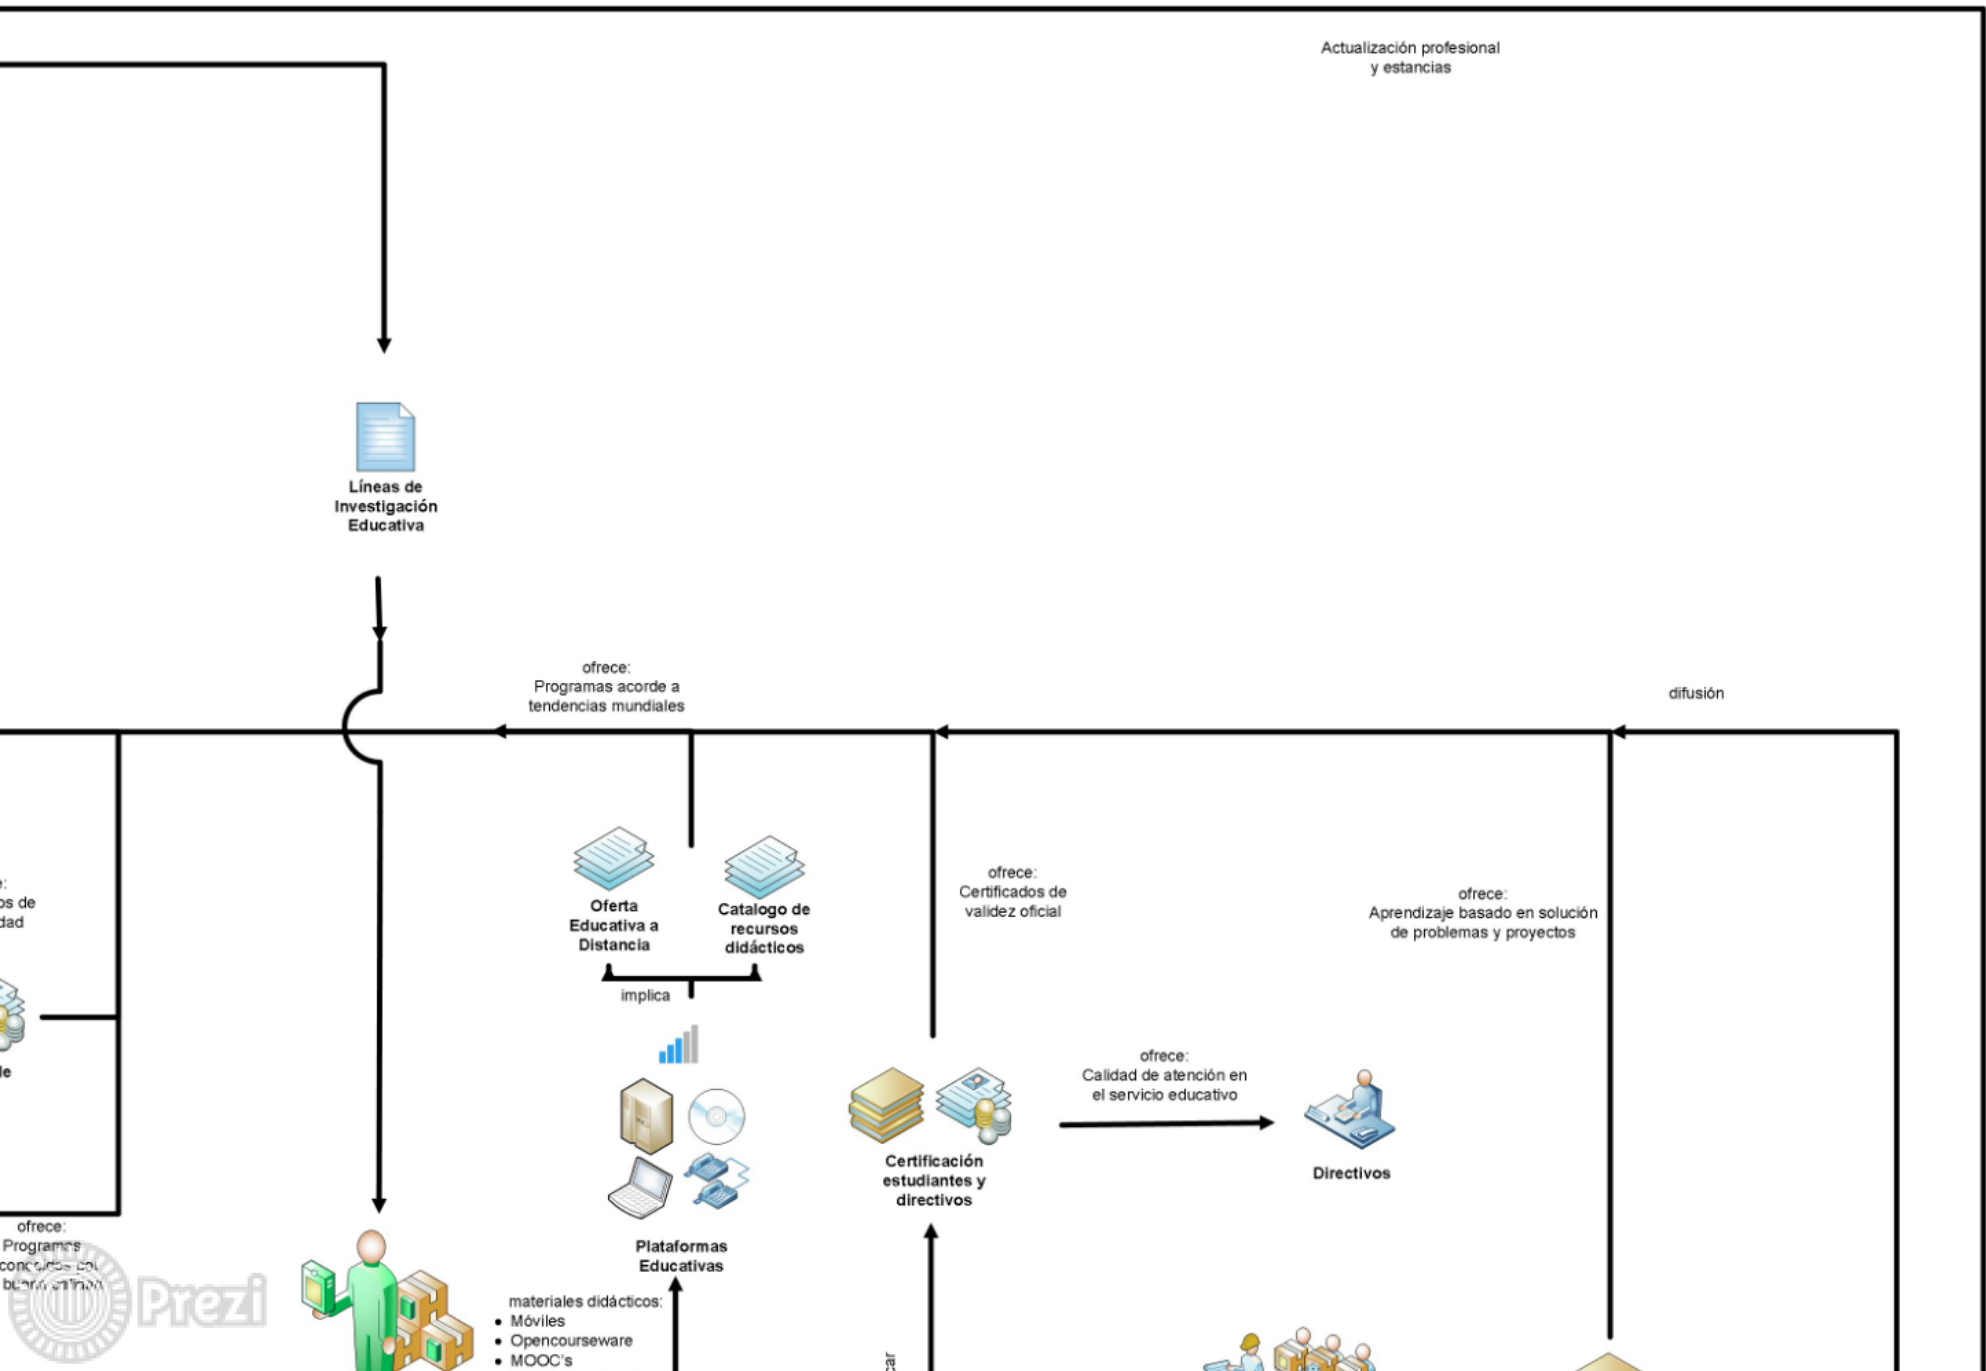 Actualización profesional
y estancias
Líneas de
Investigación
Educativa
ofrece:
Programas acorde a
tendencias mundiales
difusión
Oferta
Educativa a
Distancia
Catalogo de
recursos
didácticos
implica
ofrece:
Certificados de
validez oficial
ofrece:
Aprendizaje basado en solución
de problemas y proyectos
ofrece:
Calidad de atención en
el servicio educativo
Certificación
estudiantes y
directivos
Directivos
Plataformas
Educativas
ofrece:
Programas
Prezi
materiales didácticos:
• Móviles
• Opencourseware
• MOOC's